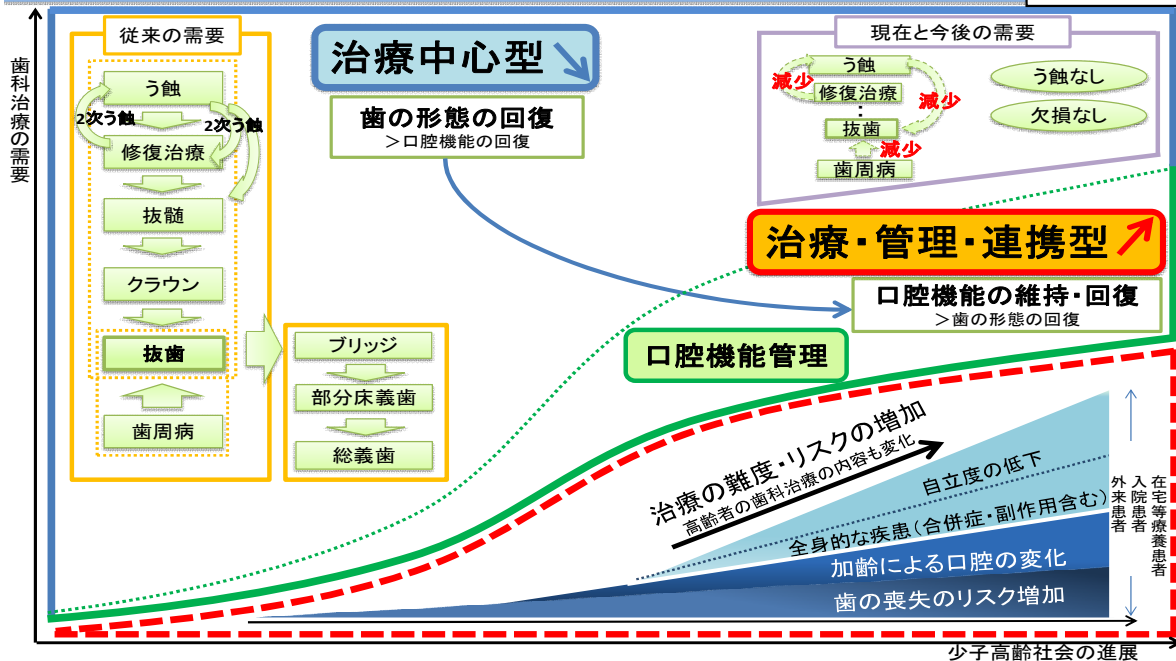 歯科治療の需要
従来の需要
う蝕
2次う蝕
2次う蝕
修復治療
抜髄
クラウン
抜歯
歯周病
ブリッジ
部分床義歯
総義歯
治療中心型
歯の形態の回復
>口腔機能の回復
現在と今後の需要
う蝕
減少
修復治療
減少
抜歯
減少
歯周病
う蝕なし
欠損なし
治療・管理・連携型
口腔機能の維持・回復
>歯の形態の回復
口腔機能管理
治療の難度・リスクの増加
高齢者の歯科治療の内容も変化
自立度の低下
全身的な疾患(合併症・副作用含む)
加齢による口腔の変化
歯の喪失のリスク増加
在宅等療養患者
入院患者
外来患者
少子高齢社会の進展